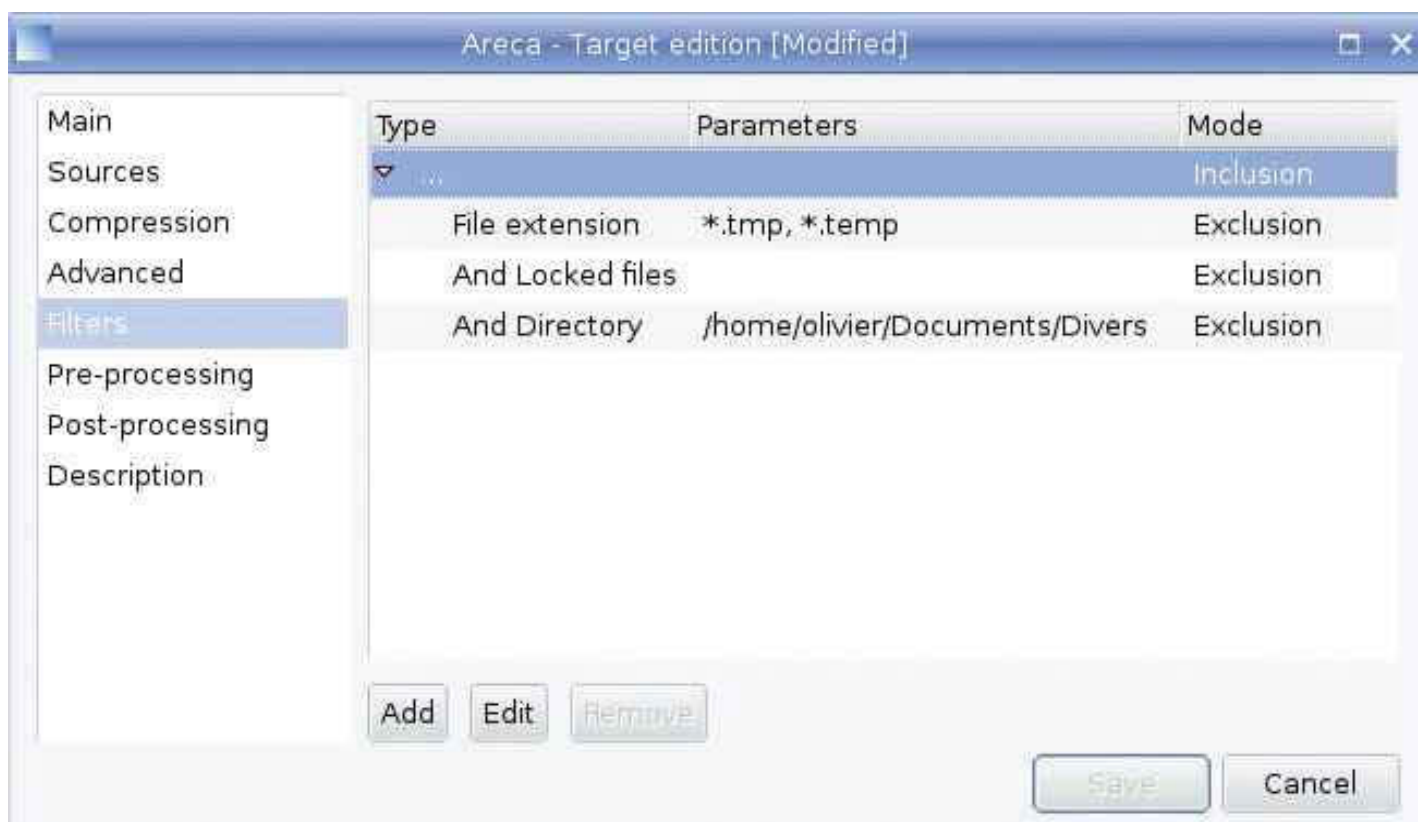 Areca - Target edition [Modified]
Main
Sources
Compression
Advanced
Filters
Pre-processing
Post-processing
Description
Type Parameters Mode
... Inclusion
File extension *.tmp, *.temp Exclusion
And Locked files Exclusion
And Directory /home/olivier/Documents/Divers Exclusion
Add Edit Remove
Save Cancel